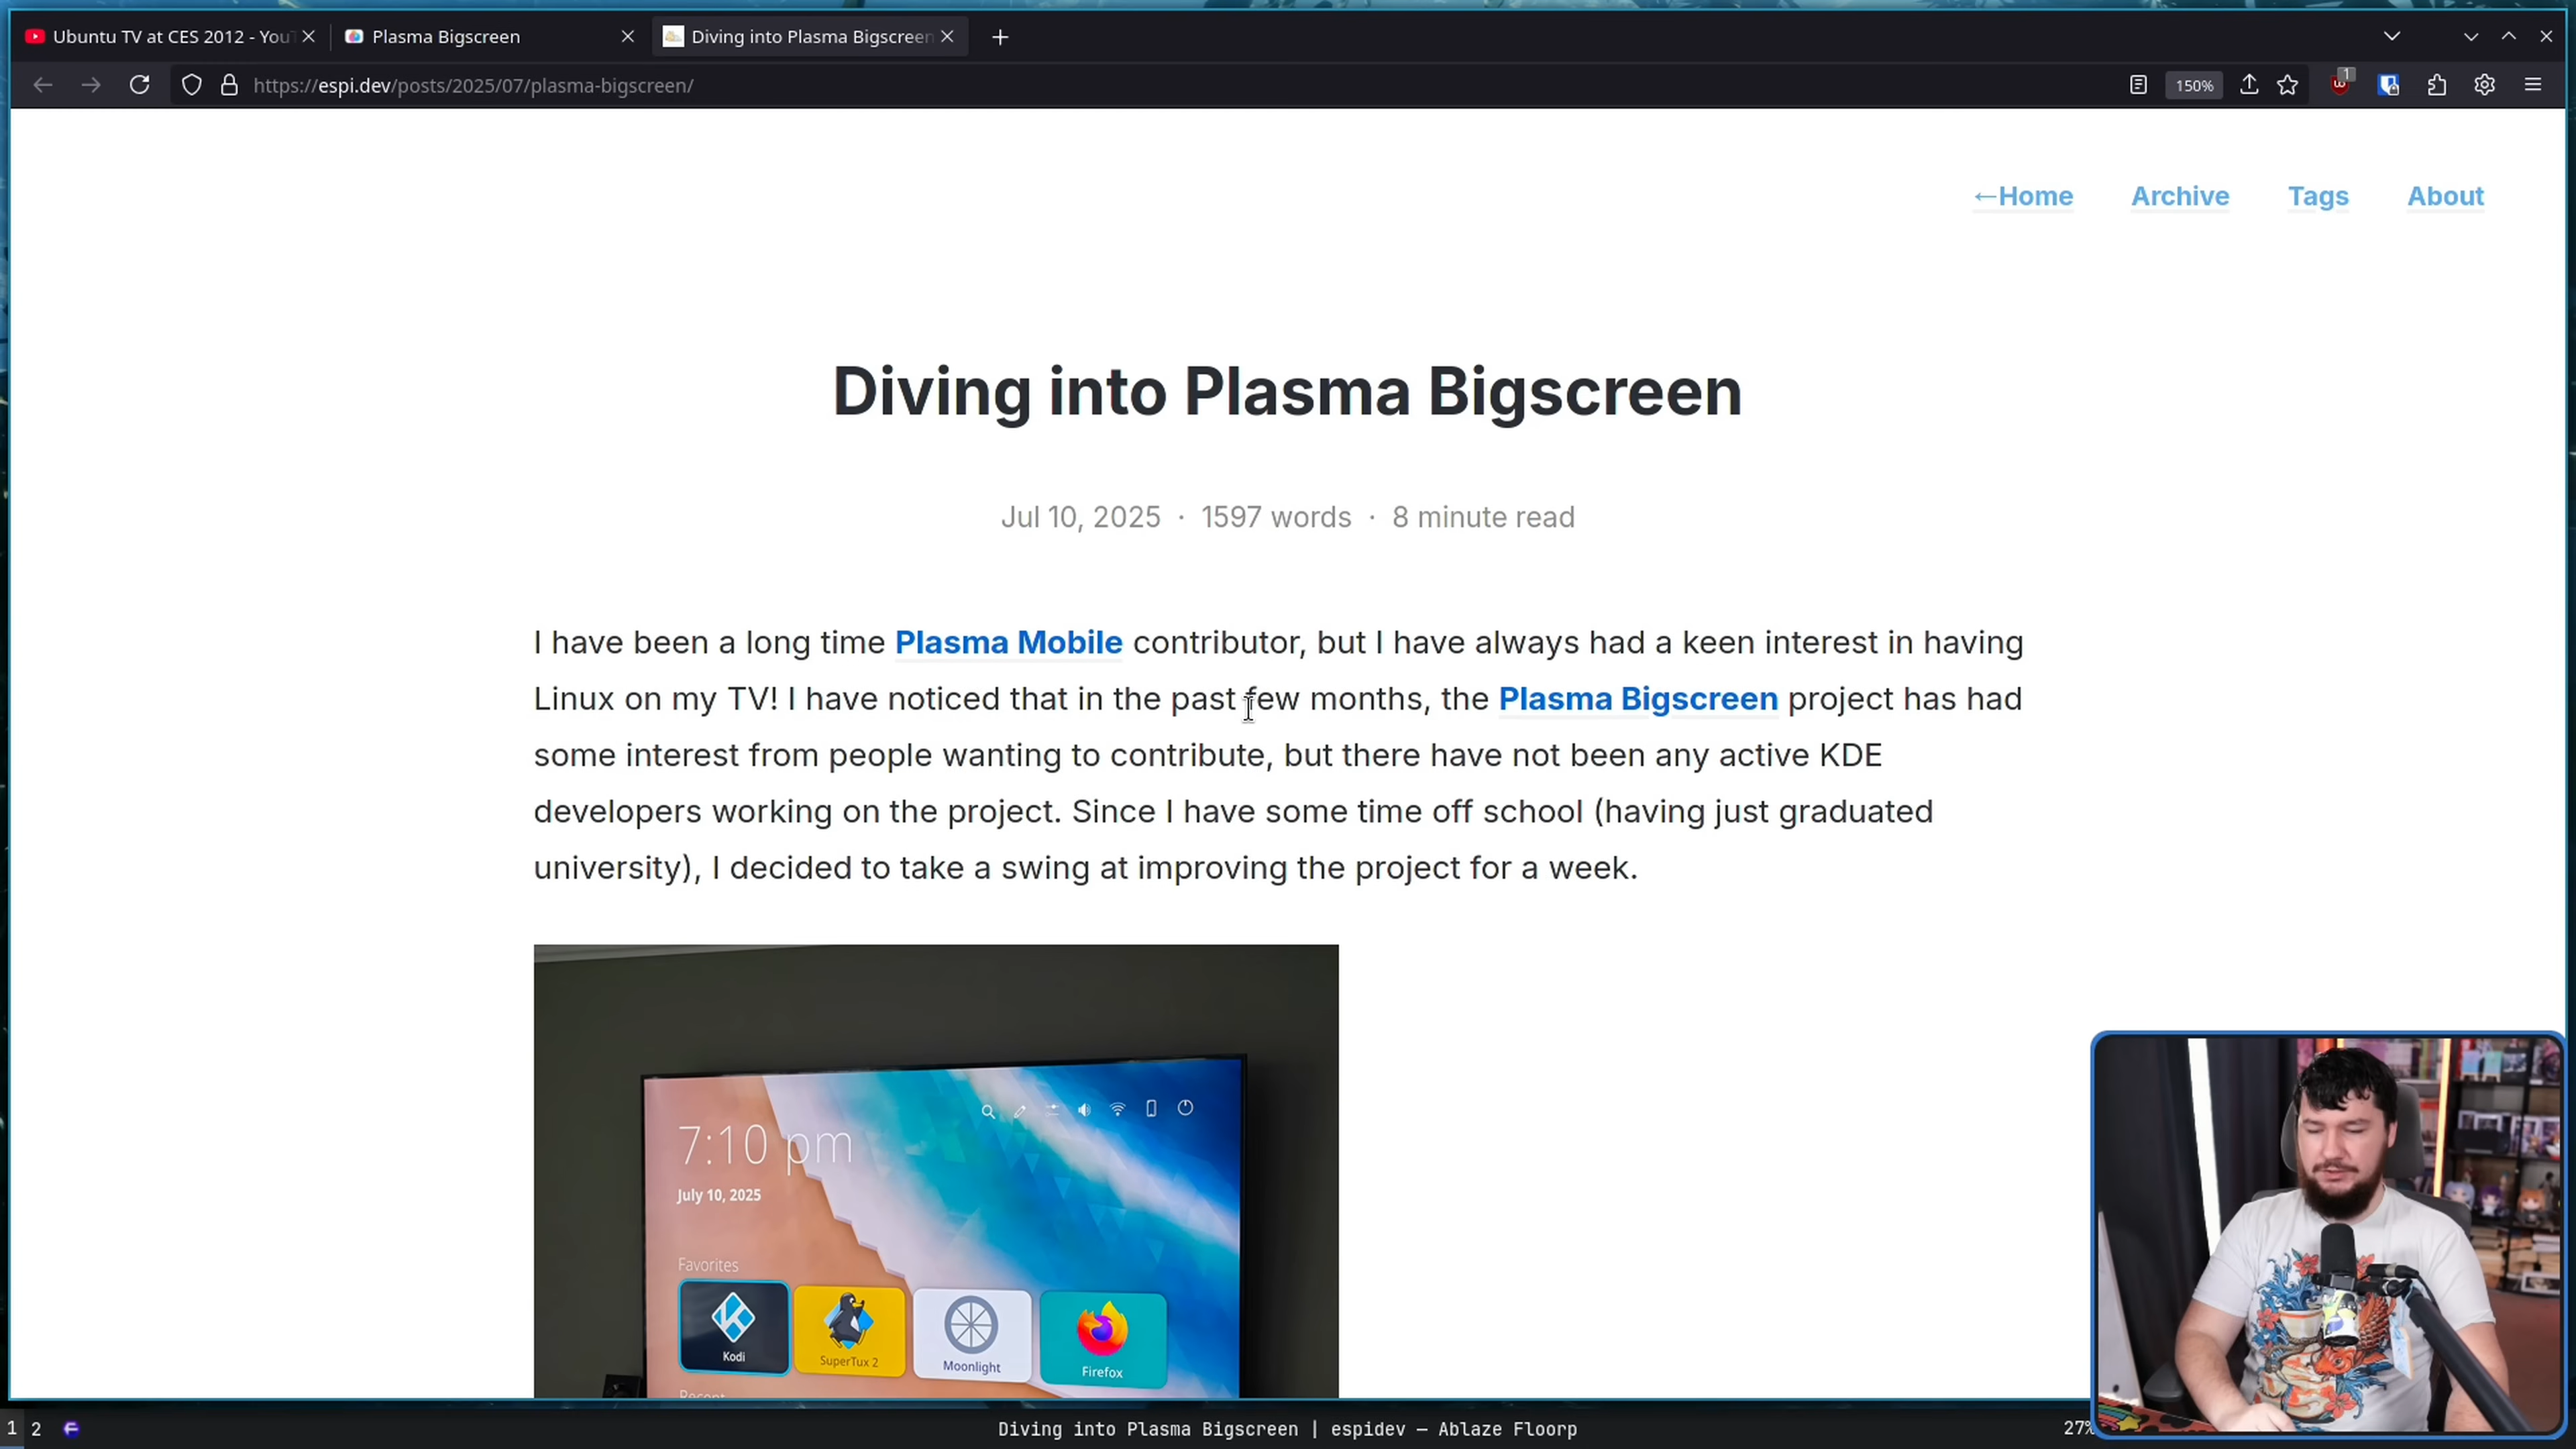 Ubuntu TV at CES 2012 - You
Plasma Bigscreen
Diving into Plasma Bigscreen
https://espi.dev/posts/2025/07/plasma-bigscreen/
150%
1
←Home
Archive
Tags
About
Diving into Plasma Bigscreen
Jul 10, 2025 · 1597 words · 8 minute read
I have been a long time Plasma Mobile contributor, but I have always had a keen interest in having
Linux on my TV! I have noticed that in the past few months, the Plasma Bigscreen project has had
some interest from people wanting to contribute, but there have not been any active KDE
developers working on the project. Since I have some time off school (having just graduated
university), I decided to take a swing at improving the project for a week.
7:10 pm
July 10, 2025
Favorites
Kodi
SuperTux 2
Moonlight
Firefox
Recent
1 2
Diving into Plasma Bigscreen | espidev — Ablaze Floorp
27%